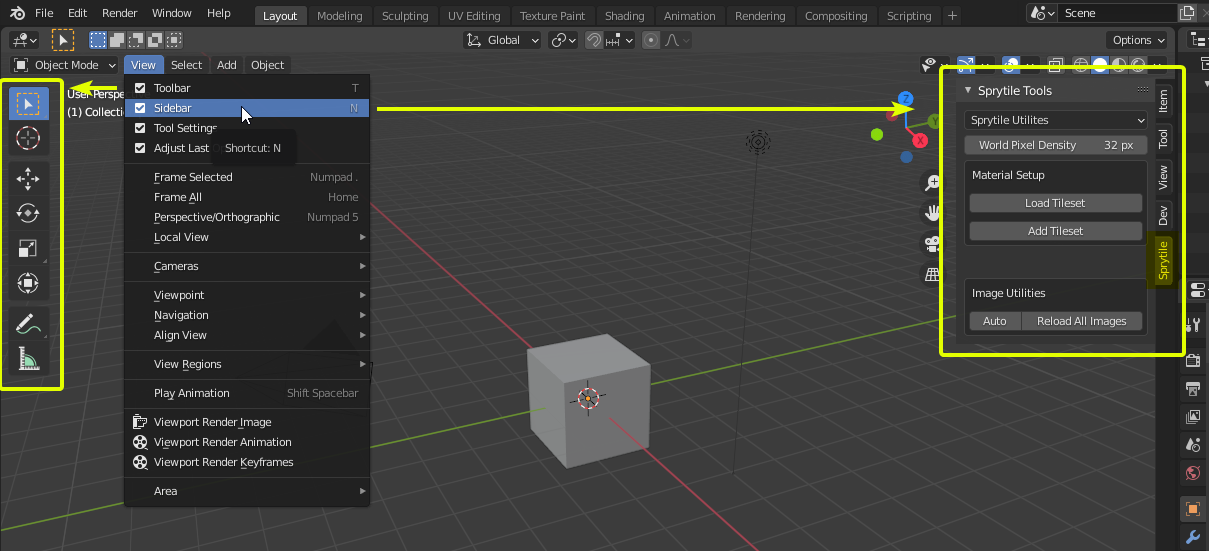 File Edit Render Window Help Layout Modeling Sculpting UV Editing Texture Paint Shading Animation Rendering Compositing Scripting + Scene
Global Options
Object Mode View Select Add Object
User Perspe
(1) Collecti
Toolbar T
Sidebar N
Tool Settings
Adjust Last
Shortcut: N
Frame Selected Numpad .
Frame All Home
Perspective/Orthographic Numpad 5
Local View
Cameras
Viewpoint
Navigation
Align View
View Regions
Play Animation Shift Spacebar
Viewport Render Image
Viewport Render Animation
Viewport Render Keyframes
Area
Z
Y
X
Sprytile Tools
Sprytile Utilites
World Pixel Density 32 px
Material Setup
Load Tileset
Add Tileset
Image Utilities
Auto Reload All Images
Item
Tool
View
Dev
Sprytile